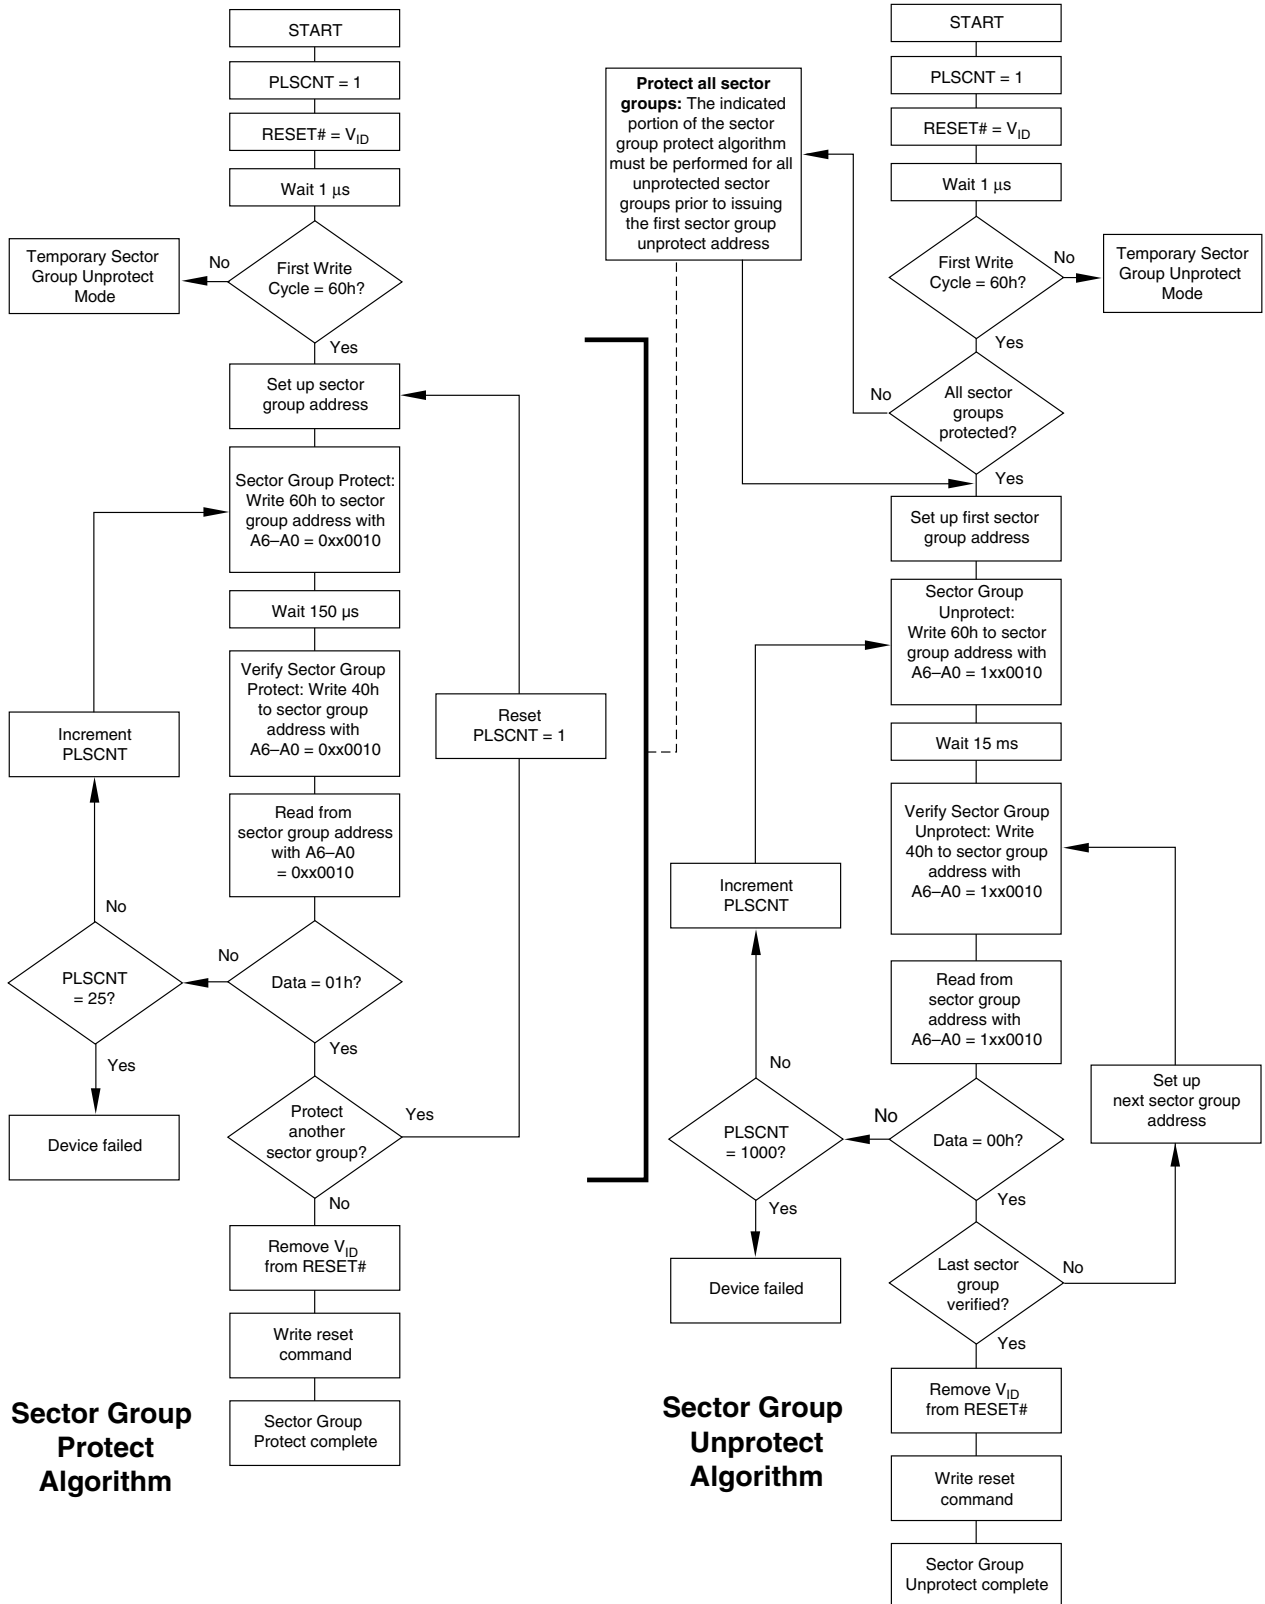 START
PLSCNT = 1
RESET# = VID
Wait 1 μs
First Write
Cycle = 60h?
No
Temporary Sector
Group Unprotect
Mode
Yes
Set up sector
group address
Sector Group Protect:
Write 60h to sector
group address with
A6–A0 = 0xx0010
Wait 150 µs
Verify Sector Group
Protect: Write 40h
to sector group
address with
A6–A0 = 0xx0010
Read from
sector group address
with A6–A0
= 0xx0010
Data = 01h?
No
PLSCNT
= 25?
No
Increment
PLSCNT
Yes
Device failed
Yes
Protect
another
sector group?
Yes
Reset
PLSCNT = 1
No
Remove VID
from RESET#
Write reset
command
Sector Group
Protect complete
Sector Group
Protect
Algorithm
Protect all sector
groups: The indicated
portion of the sector
group protect algorithm
must be performed for all
unprotected sector
groups prior to issuing
the first sector group
unprotect address
START
PLSCNT = 1
RESET# = VID
Wait 1 μs
First Write
Cycle = 60h?
No
Temporary Sector
Group Unprotect
Mode
Yes
All sector
groups
protected?
No
Yes
Set up first sector
group address
Sector Group
Unprotect:
Write 60h to sector
group address with
A6–A0 = 1xx0010
Wait 15 ms
Verify Sector Group
Unprotect: Write
40h to sector group
address with
A6–A0 = 1xx0010
Read from
sector group
address with
A6–A0 = 1xx0010
Data = 00h?
No
PLSCNT
= 1000?
No
Increment
PLSCNT
Yes
Device failed
Yes
Last sector
group
verified?
No
Set up
next sector group
address
Yes
Remove VID
from RESET#
Write reset
command
Sector Group
Unprotect complete
Sector Group
Unprotect
Algorithm